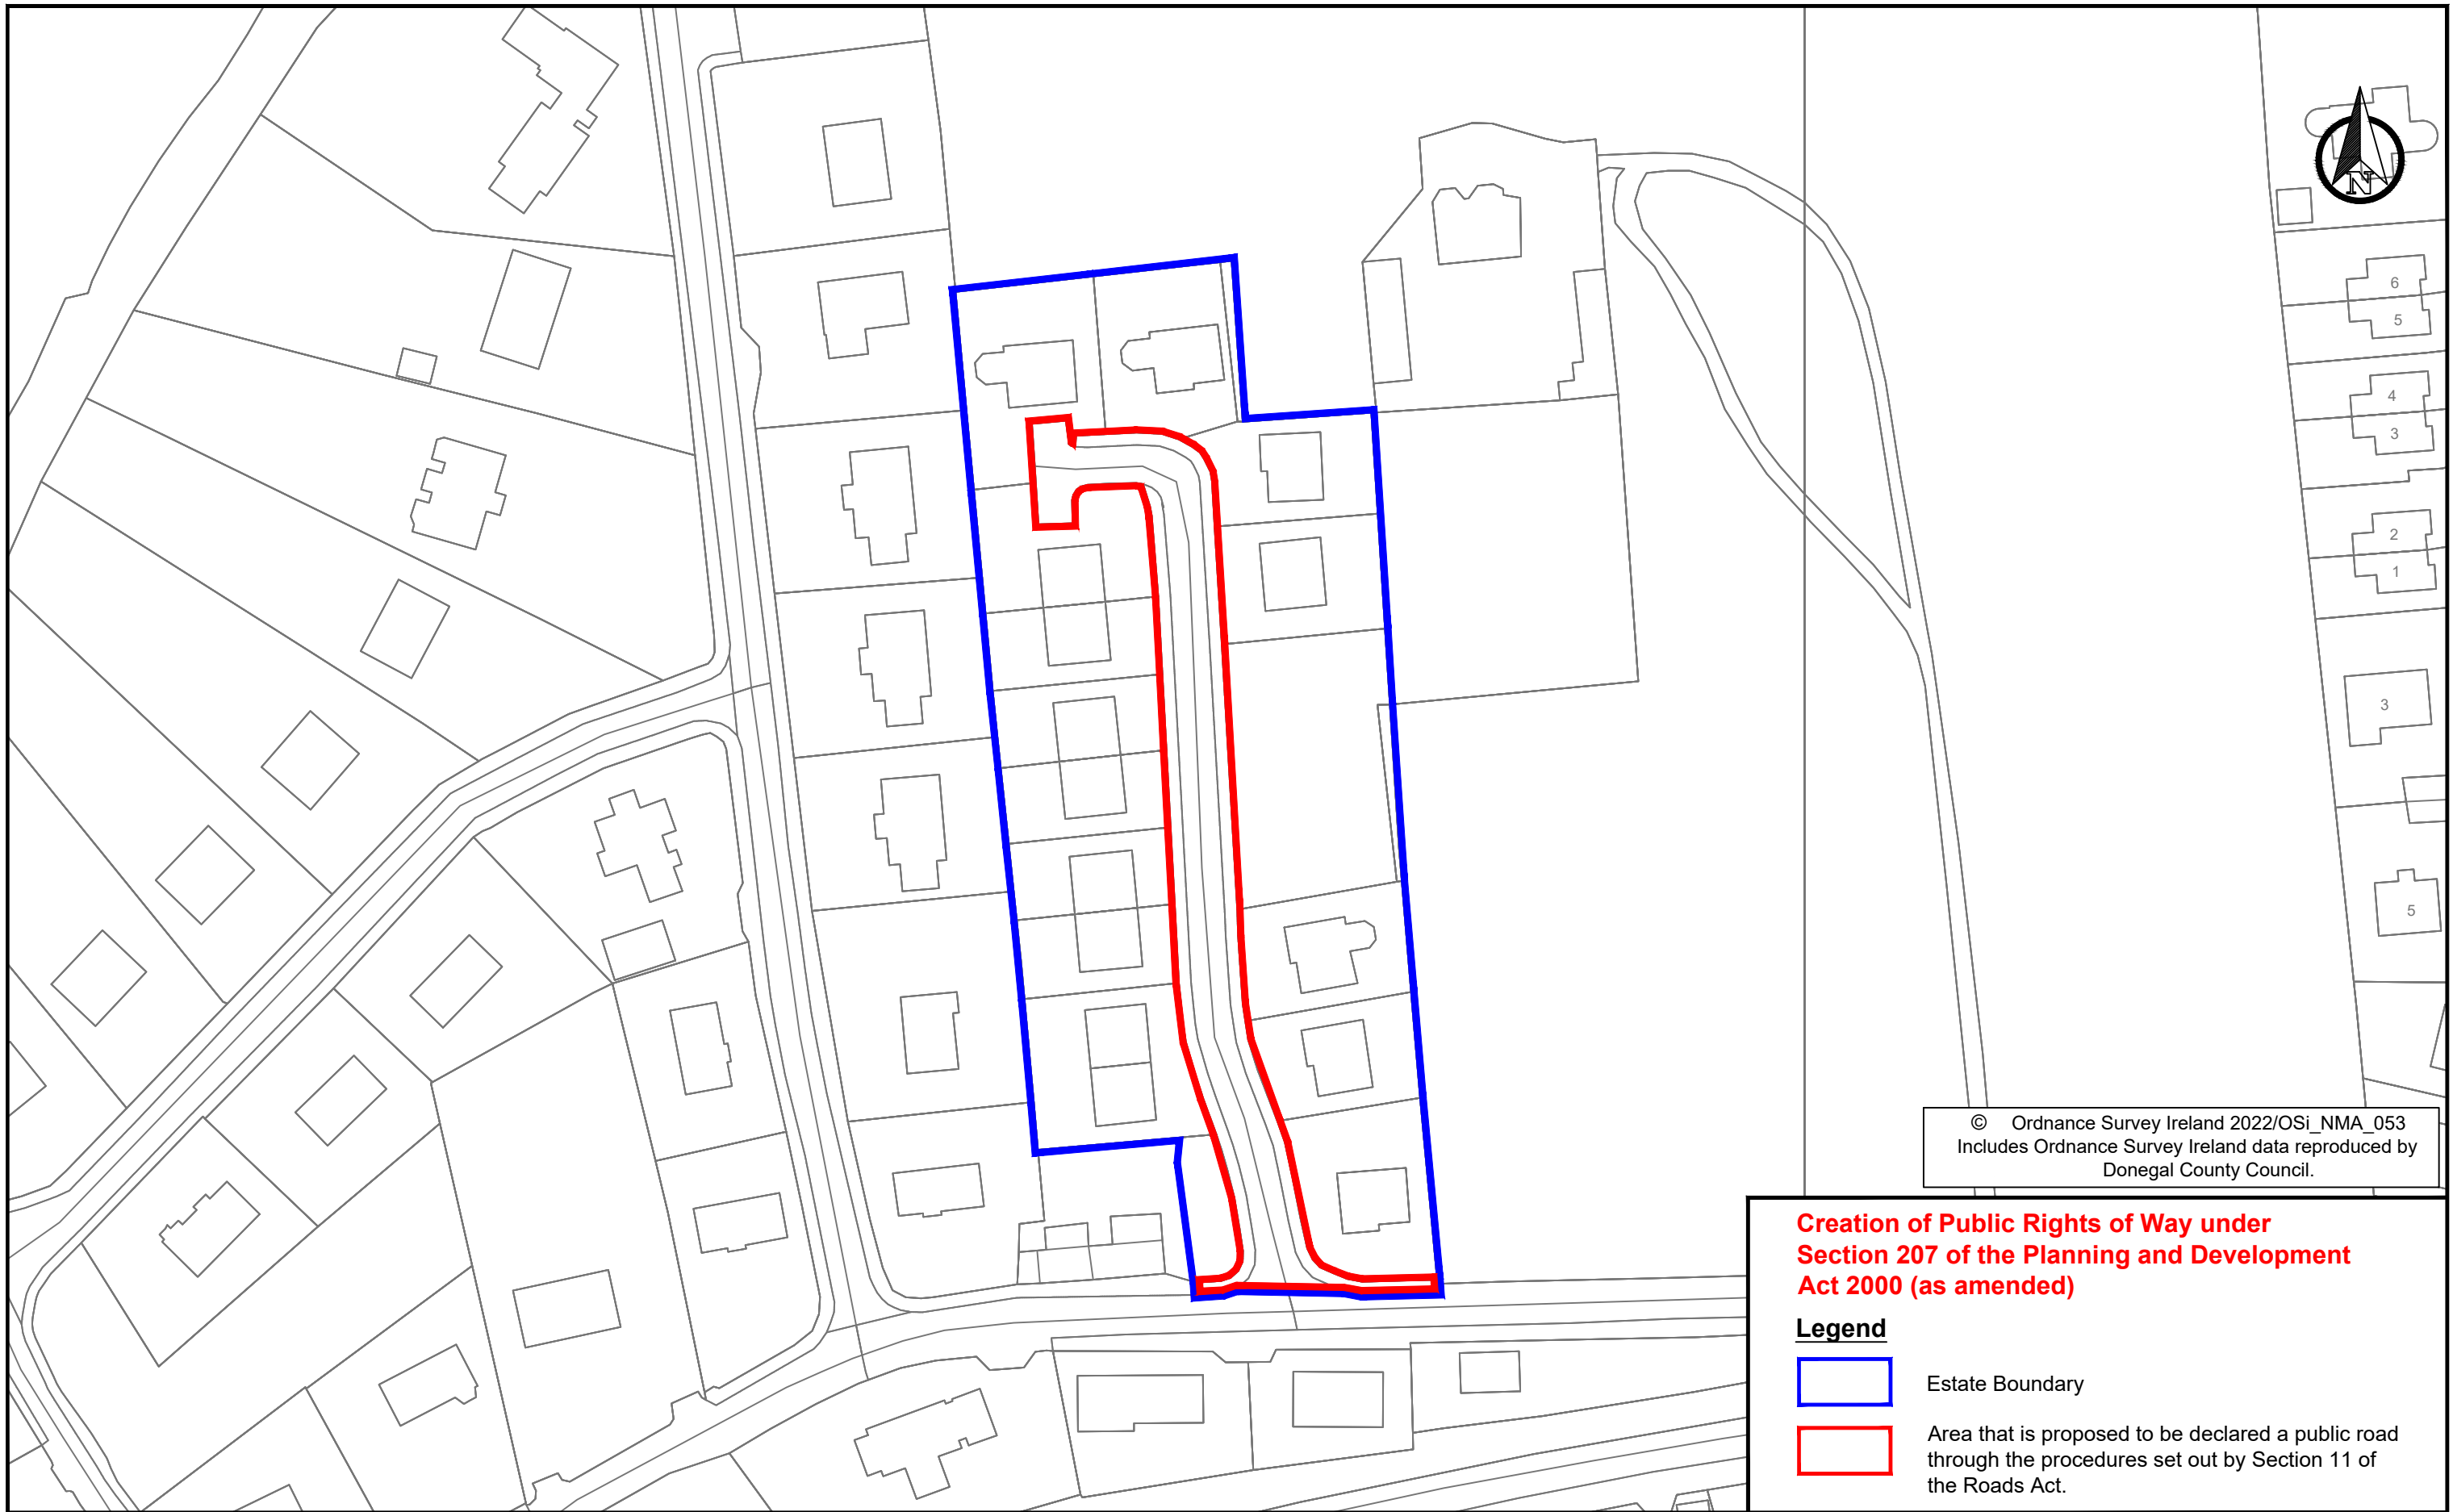 N
6
5
4
3
2
1
3
5
© Ordnance Survey Ireland 2022/OSi_NMA_053
Includes Ordnance Survey Ireland data reproduced by
Donegal County Council.
Creation of Public Rights of Way under
Section 207 of the Planning and Development
Act 2000 (as amended)
Legend
Estate Boundary
Area that is proposed to be declared a public road
through the procedures set out by Section 11 of
the Roads Act.